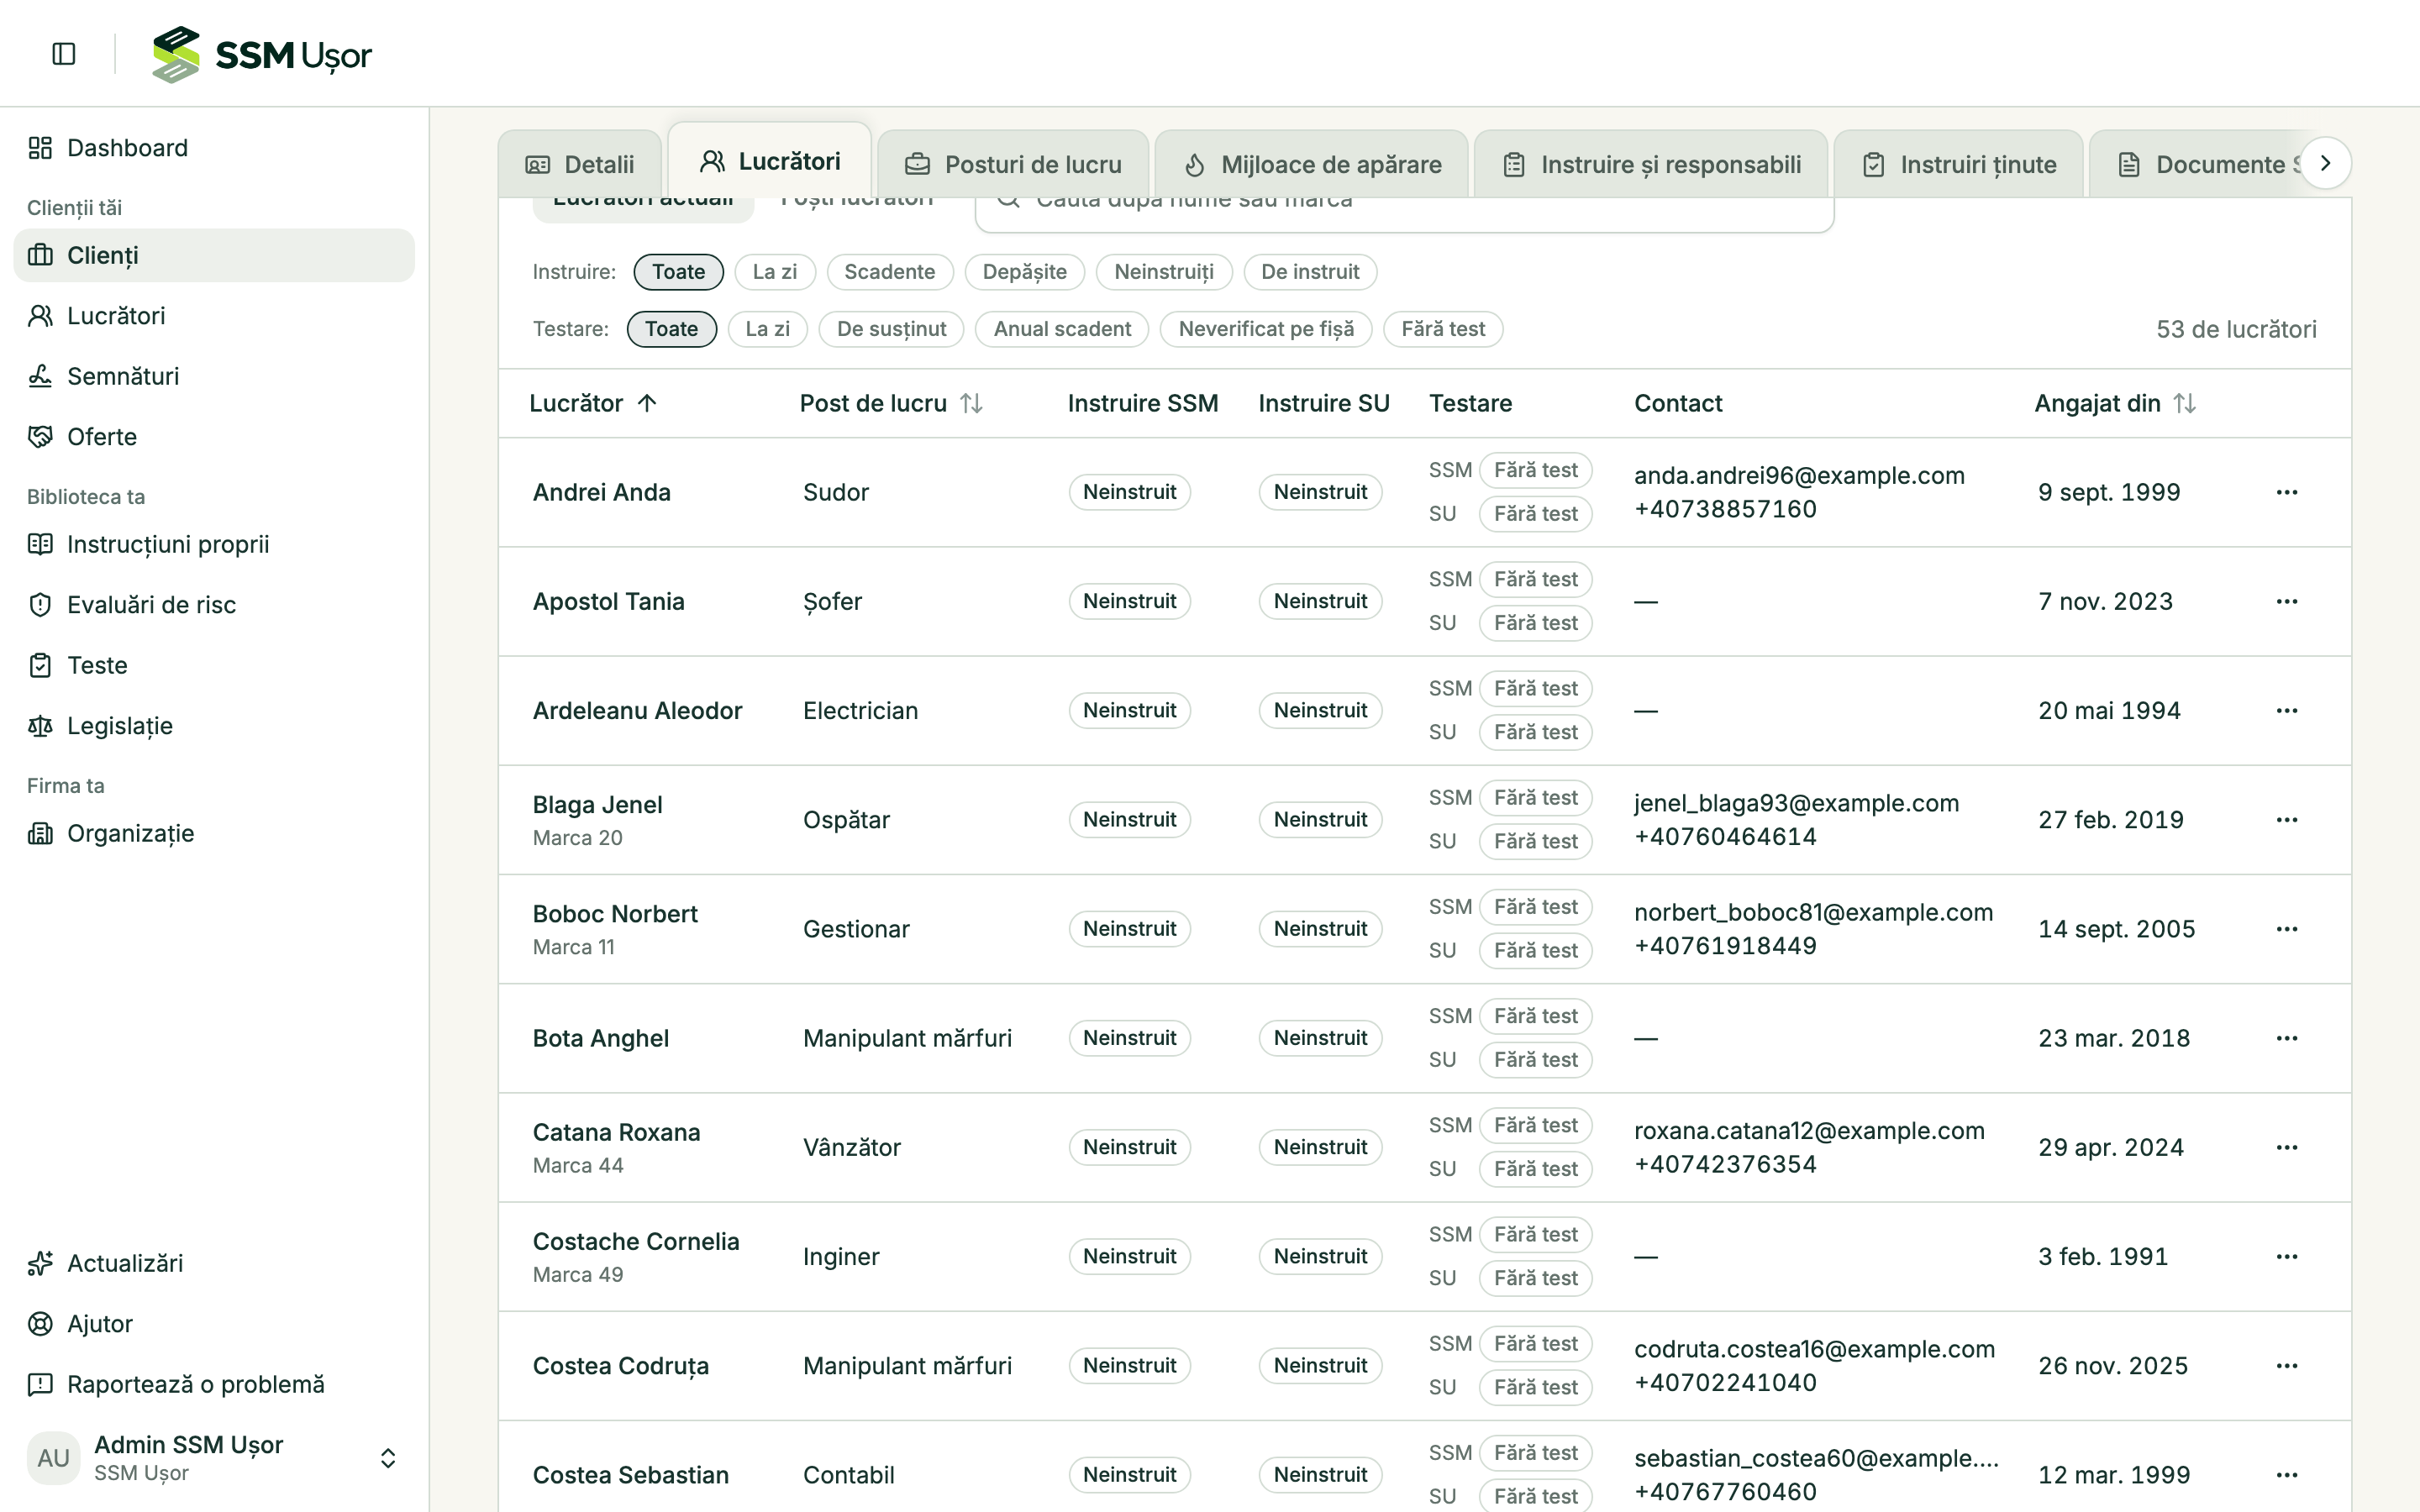 SSM Ușor
Dashboard
Clienții tăi
Clienți
Lucrători
Semnături
Oferte
Biblioteca ta
Instrucțiuni proprii
Evaluări de risc
Teste
Legislație
Firma ta
Organizație
Actualizări
Ajutor
Raportează o problemă
AU
Admin SSM Ușor
SSM Ușor
Detalii
Lucrători
Posturi de lucru
Mijloace de apărare
Instruire și responsabili
Instruiri ținute
Documente
Lucrători actuali
Foști lucrători
Caută după nume sau marcă
Instruire: Toate La zi Scadente Depășite Neinstruiți De instruit
Testare: Toate La zi De susținut Anual scadent Neverificat pe fișă Fără test
53 de lucrători
Lucrător Post de lucru Instruire SSM Instruire SU Testare Contact Angajat din
Andrei Anda Sudor Neinstruit Neinstruit SSM Fără test SU Fără test anda.andrei96@example.com +40738857160 9 sept. 1999
Apostol Tania Șofer Neinstruit Neinstruit SSM Fără test SU Fără test — 7 nov. 2023
Ardeleanu Aleodor Electrician Neinstruit Neinstruit SSM Fără test SU Fără test — 20 mai 1994
Blaga Jenel Marca 20 Ospătar Neinstruit Neinstruit SSM Fără test SU Fără test jenel_blaga93@example.com +40760464614 27 feb. 2019
Boboc Norbert Marca 11 Gestionar Neinstruit Neinstruit SSM Fără test SU Fără test norbert_boboc81@example.com +40761918449 14 sept. 2005
Bota Anghel Manipulant mărfuri Neinstruit Neinstruit SSM Fără test SU Fără test — 23 mar. 2018
Catana Roxana Marca 44 Vânzător Neinstruit Neinstruit SSM Fără test SU Fără test roxana.catana12@example.com +40742376354 29 apr. 2024
Costache Cornelia Marca 49 Inginer Neinstruit Neinstruit SSM Fără test SU Fără test — 3 feb. 1991
Costea Codruța Manipulant mărfuri Neinstruit Neinstruit SSM Fără test SU Fără test codruta.costea16@example.com +40702241040 26 nov. 2025
Costea Sebastian Contabil Neinstruit Neinstruit SSM Fără test SU Fără test sebastian_costea60@example.... +40767760460 12 mar. 1999